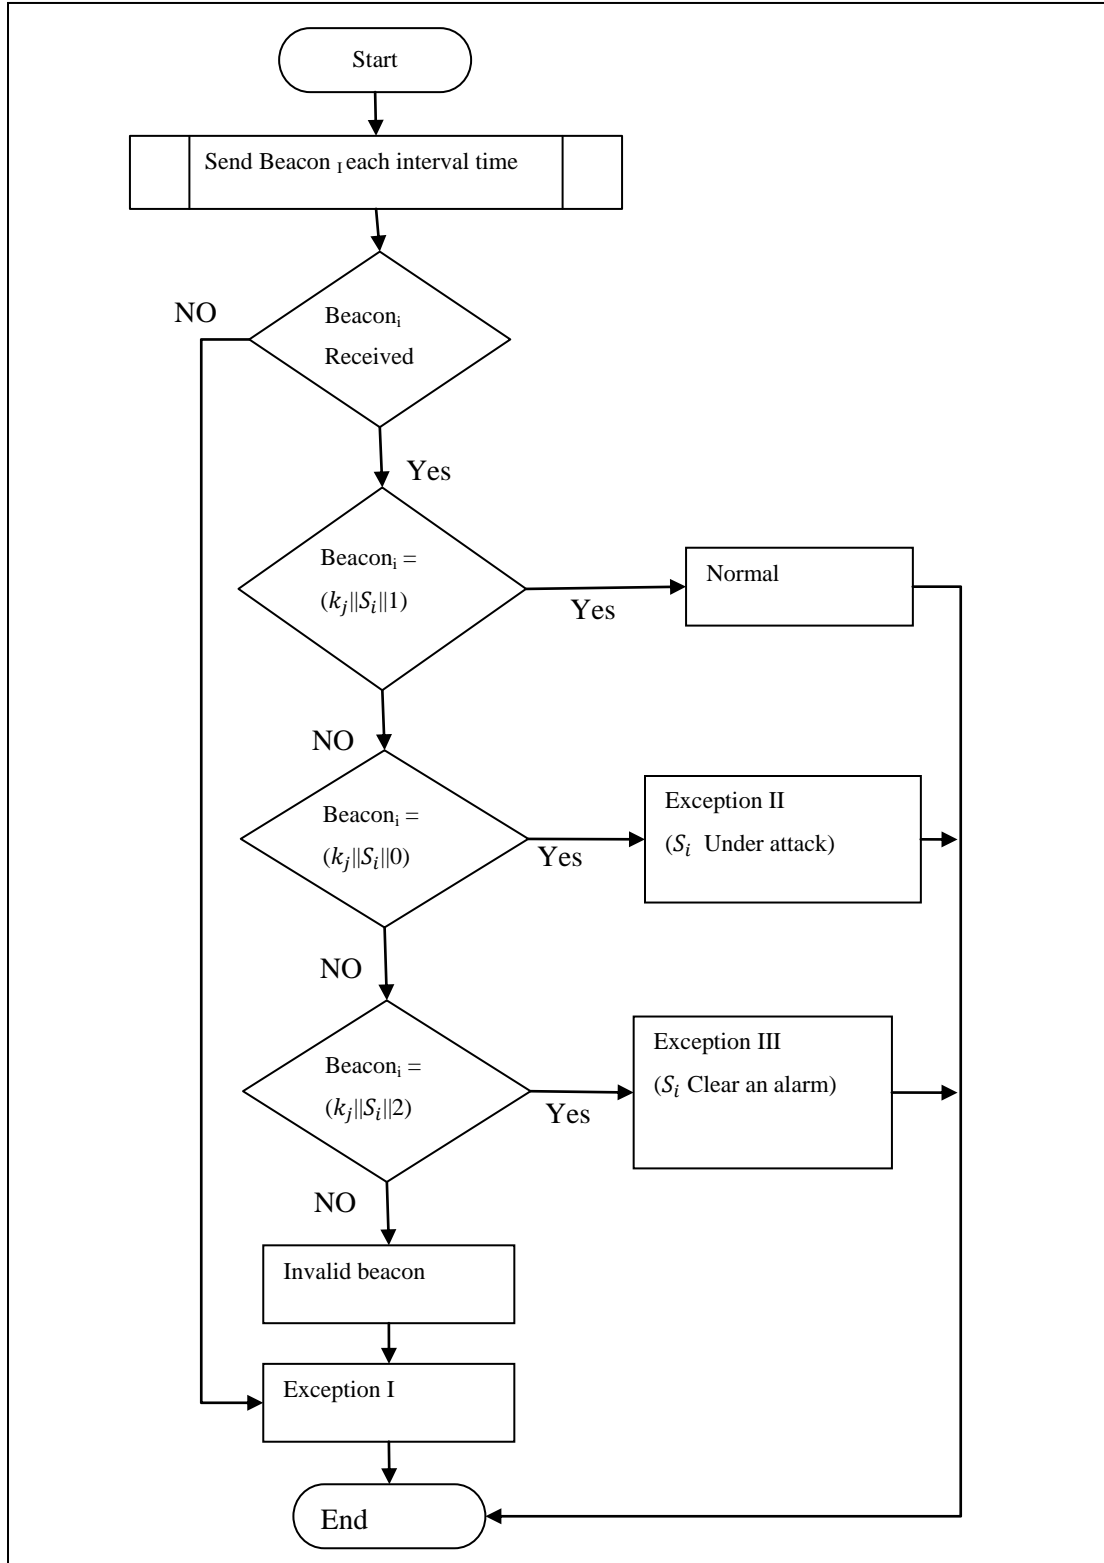 Start
Send Beacon I each interval time
NO
Beaconi
Received
Yes
Beaconi =
(kj||Si||1)
Yes
Normal
NO
Beaconi =
(kj||Si||0)
Yes
Exception II
(Si Under attack)
NO
Beaconi =
(kj||Si||2)
Yes
Exception III
(Si Clear an alarm)
NO
Invalid beacon
Exception I
End